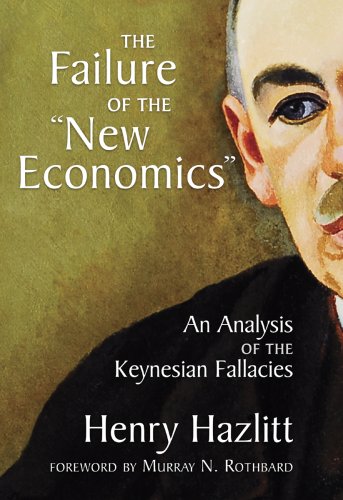 THE
Failure
OF THE
“New
Economics”
An Analysis
OF THE
Keynesian Fallacies
Henry Hazlitt
FOREWORD BY MURRAY N. ROTHBARD